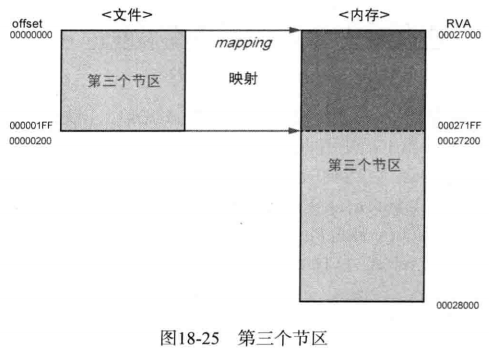 offset
<文件>
<内存>
RVA
00000000
mapping
00027000
第三个节区
映射
000001FF
000271FF
00000200
00027200
第三个节区
00028000
图18-25 第三个节区